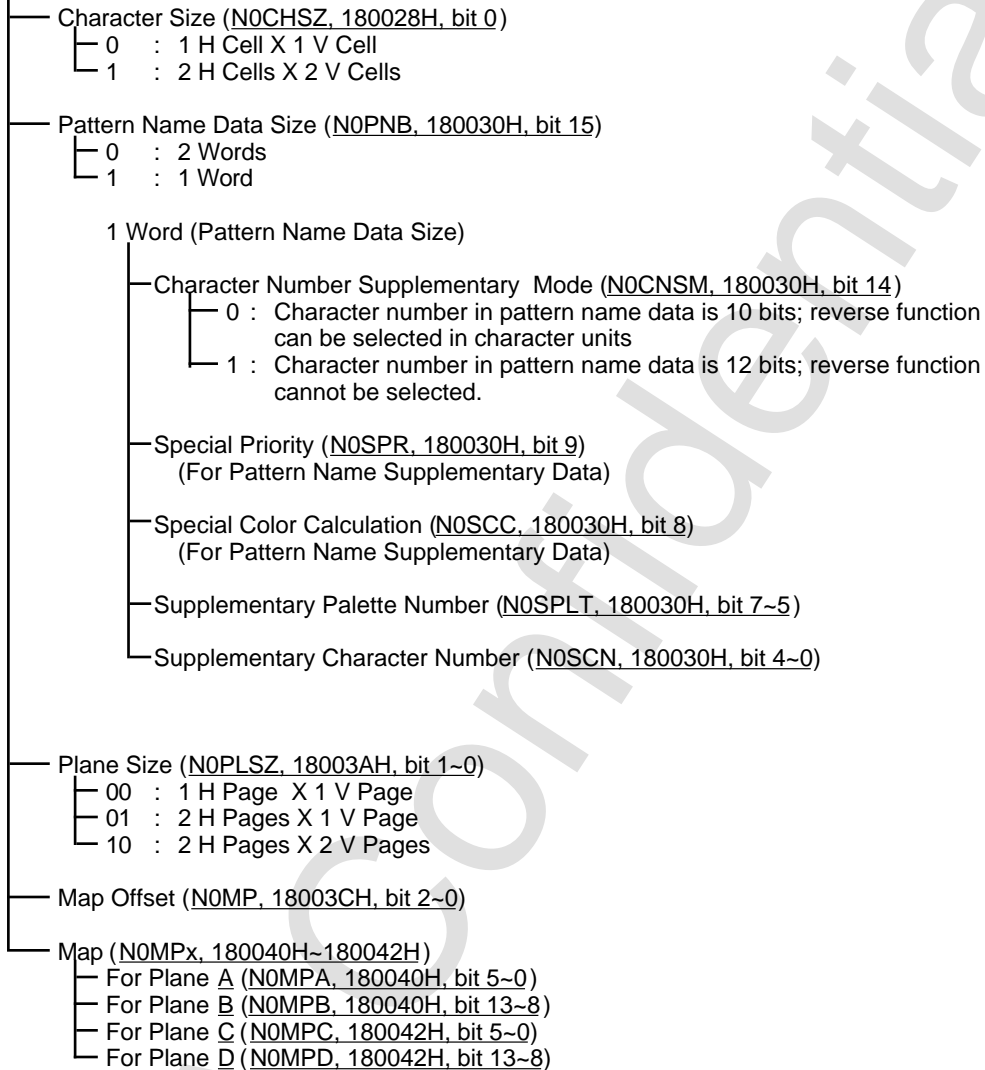 Character Size (N0CHSZ, 180028H, bit 0)
0 : 1 H Cell X 1 V Cell
1 : 2 H Cells X 2 V Cells
Pattern Name Data Size (N0PNB, 180030H, bit 15)
0 : 2 Words
1 : 1 Word
1 Word (Pattern Name Data Size)
Character Number Supplementary Mode (N0CNSM, 180030H, bit 14)
0 : Character number in pattern name data is 10 bits; reverse function
can be selected in character units
1 : Character number in pattern name data is 12 bits; reverse function
cannot be selected.
Special Priority (N0SPR, 180030H, bit 9)
(For Pattern Name Supplementary Data)
Special Color Calculation (N0SCC, 180030H, bit 8)
(For Pattern Name Supplementary Data)
Supplementary Palette Number (N0SPLT, 180030H, bit 7~5)
Supplementary Character Number (N0SCN, 180030H, bit 4~0)
Plane Size (N0PLSZ, 18003AH, bit 1~0)
00 : 1 H Page X 1 V Page
01 : 2 H Pages X 1 V Page
10 : 2 H Pages X 2 V Pages
Map Offset (N0MP, 18003CH, bit 2~0)
Map (N0MPx, 180040H~180042H)
For Plane A (N0MPA, 180040H, bit 5~0)
For Plane B (N0MPB, 180040H, bit 13~8)
For Plane C (N0MPC, 180042H, bit 5~0)
For Plane D (N0MPD, 180042H, bit 13~8)
Confidentia